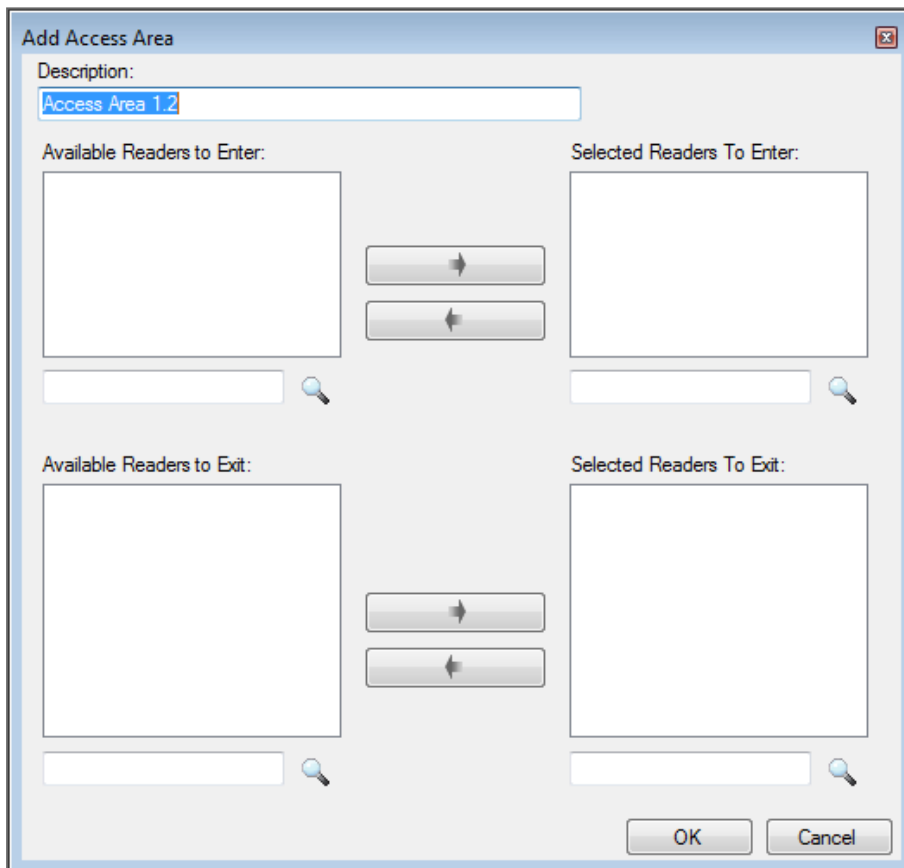 Add Access Area
Description:
Access Area 1.2
Available Readers to Enter:
Selected Readers To Enter:
Available Readers to Exit:
Selected Readers To Exit:
OK
Cancel